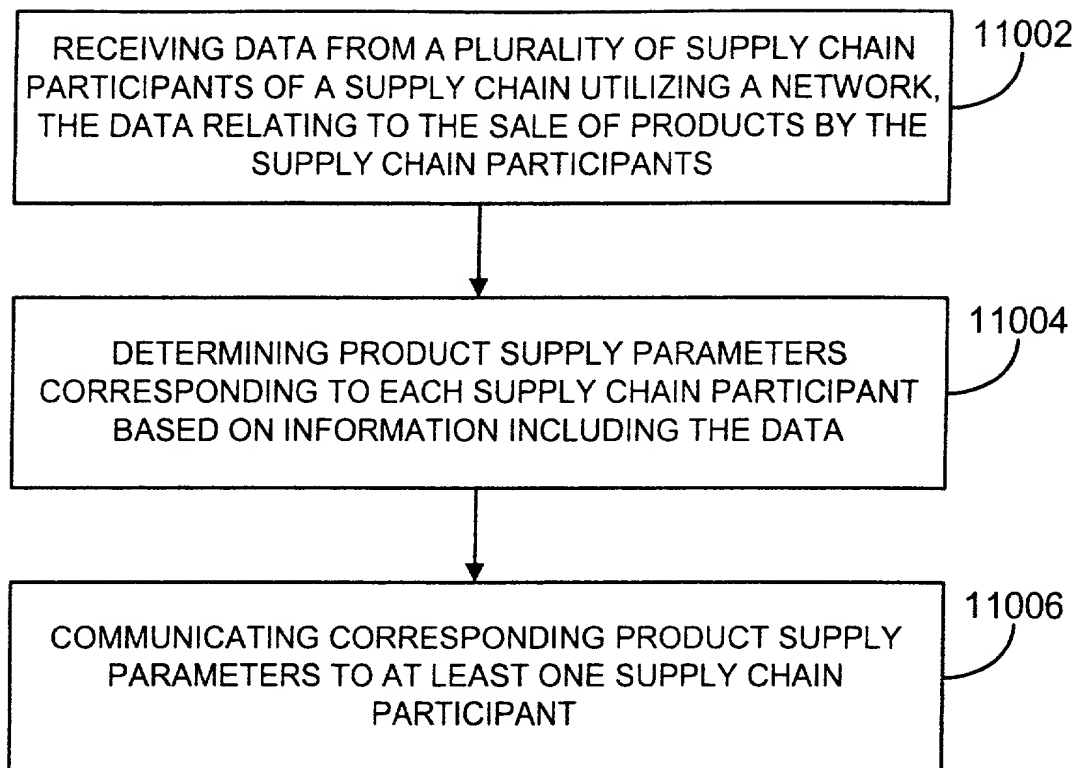 RECEIVING DATA FROM A PLURALITY OF SUPPLY CHAIN
PARTICIPANTS OF A SUPPLY CHAIN UTILIZING A NETWORK,
THE DATA RELATING TO THE SALE OF PRODUCTS BY THE
SUPPLY CHAIN PARTICIPANTS
11002
DETERMINING PRODUCT SUPPLY PARAMETERS
CORRESPONDING TO EACH SUPPLY CHAIN PARTICIPANT
BASED ON INFORMATION INCLUDING THE DATA
11004
COMMUNICATING CORRESPONDING PRODUCT SUPPLY
PARAMETERS TO AT LEAST ONE SUPPLY CHAIN
PARTICIPANT
11006